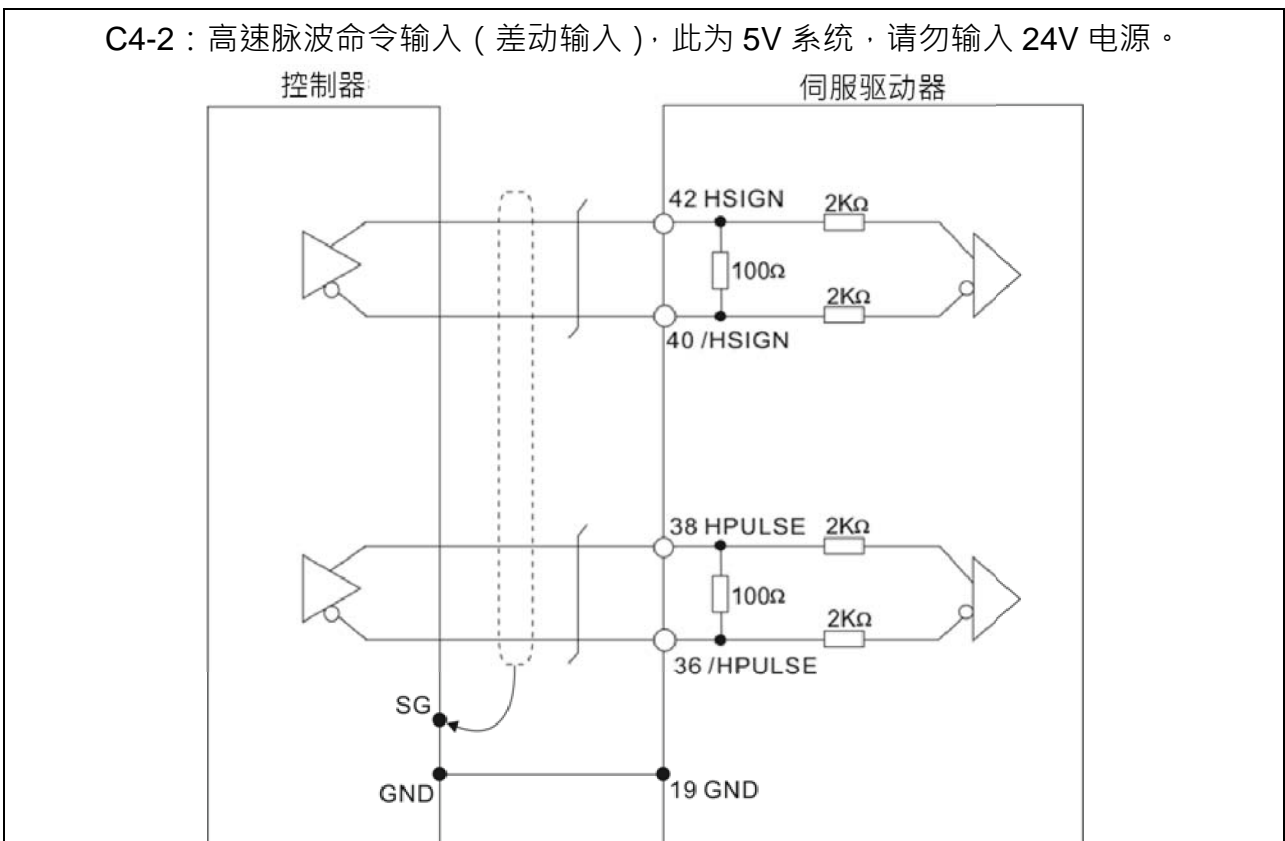 C4-2：高速脉波命令输入（差动输入），此为 5V 系统，请勿输入 24V 电源。
控制器
伺服驱动器
42 HSIGN
2KΩ
100Ω
2KΩ
40 /HSIGN
38 HPULSE
2KΩ
100Ω
2KΩ
36 /HPULSE
SG
GND
19 GND